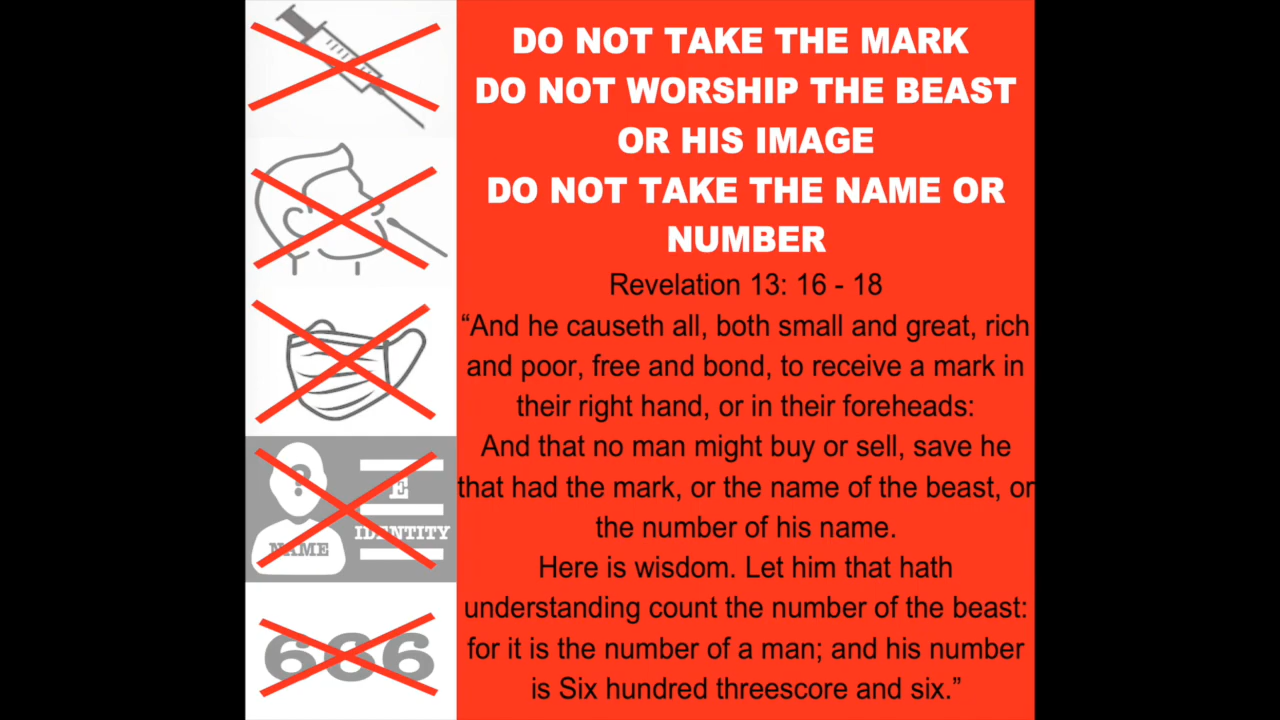 DO NOT TAKE THE MARK
DO NOT WORSHIP THE BEAST
OR HIS IMAGE
DO NOT TAKE THE NAME OR
NUMBER
Revelation 13: 16 - 18
“And he causeth all, both small and great, rich
and poor, free and bond, to receive a mark in
their right hand, or in their foreheads:
And that no man might buy or sell, save he
that had the mark, or the name of the beast, or
the number of his name.
Here is wisdom. Let him that hath
understanding count the number of the beast:
for it is the number of a man; and his number
is Six hundred threescore and six.”
?
NAME
E
IDENTITY
666